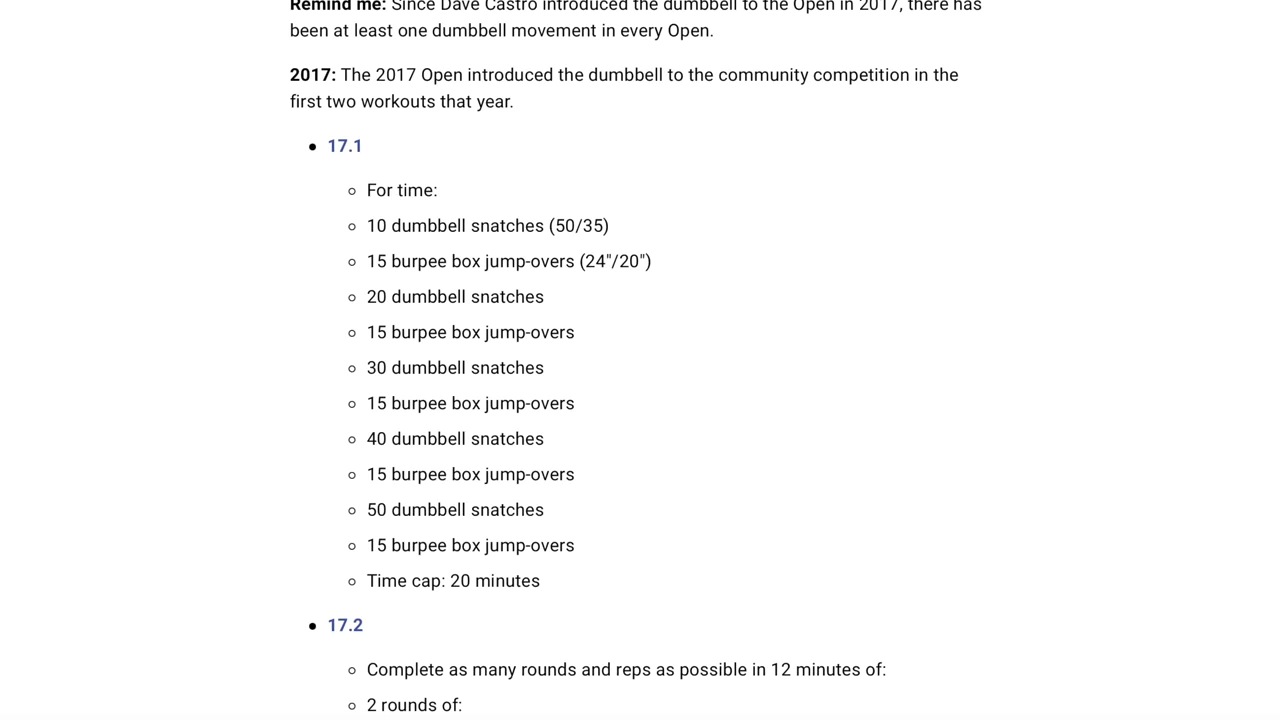 Remind me: Since Dave Castro introduced the dumbbell to the Open in 2017, there has
been at least one dumbbell movement in every Open.
2017: The 2017 Open introduced the dumbbell to the community competition in the
first two workouts that year.
• 17.1
◦ For time:
◦ 10 dumbbell snatches (50/35)
◦ 15 burpee box jump-overs (24"/20")
◦ 20 dumbbell snatches
◦ 15 burpee box jump-overs
◦ 30 dumbbell snatches
◦ 15 burpee box jump-overs
◦ 40 dumbbell snatches
◦ 15 burpee box jump-overs
◦ 50 dumbbell snatches
◦ 15 burpee box jump-overs
◦ Time cap: 20 minutes
• 17.2
◦ Complete as many rounds and reps as possible in 12 minutes of:
◦ 2 rounds of: